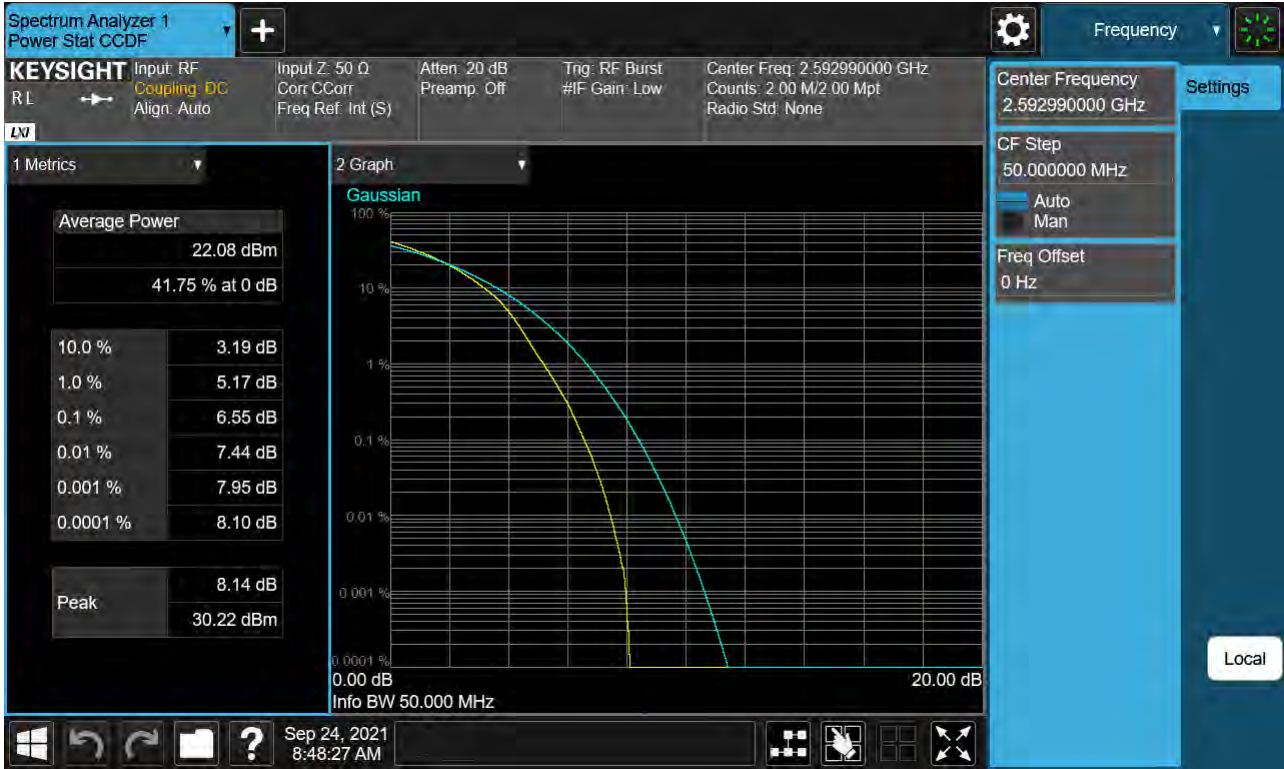 Spectrum Analyzer 1
Power Stat CCDF
Frequency
KEYSIGHT
R L
LXI
Input: RF
Coupling: DC
Align: Auto
Input Z: 50 Ω
Corr CCorr
Freq Ref: Int (S)
Atten: 20 dB
Preamp: Off
Trig: RF Burst
#IF Gain: Low
Center Freq: 2.592990000 GHz
Counts: 2.00 M/2.00 Mpt
Radio Std: None
Center Frequency
2.592990000 GHz
Settings
CF Step
50.000000 MHz
Auto
Man
Freq Offset
0 Hz
1 Metrics
Average Power
22.08 dBm
41.75 % at 0 dB
10.0 % 3.19 dB
1.0 % 5.17 dB
0.1 % 6.55 dB
0.01 % 7.44 dB
0.001 % 7.95 dB
0.0001 % 8.10 dB
Peak
8.14 dB
30.22 dBm
2 Graph
Gaussian
100 %
10 %
1 %
0.1 %
0.01 %
0.001 %
0.0001 %
0.00 dB 20.00 dB
Info BW 50.000 MHz
Local
?
Sep 24, 2021
8:48:27 AM